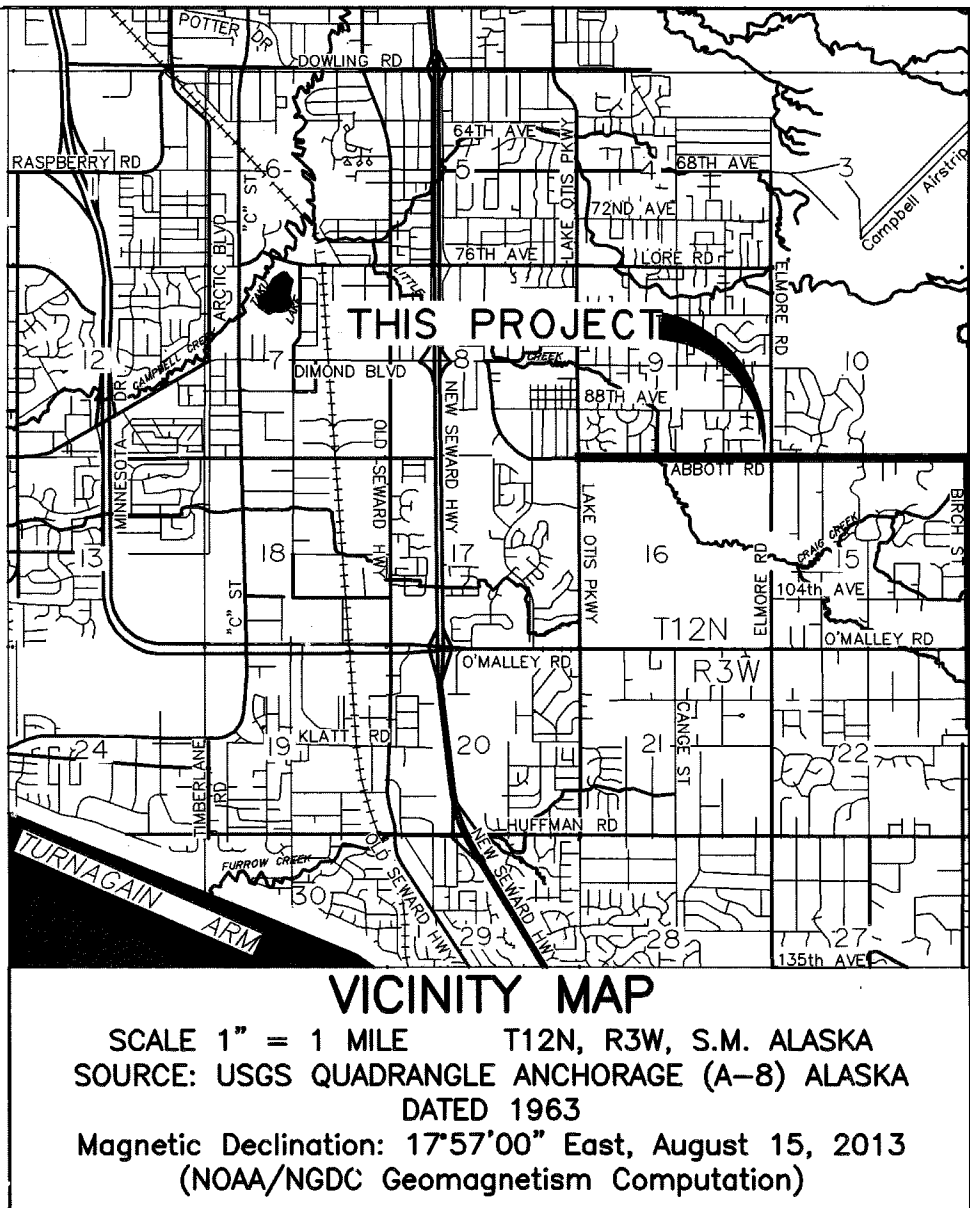 POTTER DR
DOWLING RD
64TH AVE
RASPBERRY RD
6
5
4
68TH AVE
3
Campbell Airstrip
"C" ST
ARCTIC BLVD
LAKE OTIS PKWY
72ND AVE
76TH AVE
LORE RD
ELMORE RD
LITTLE
LAKE
THIS PROJECT
12
CAMPBELL CREEK
7
DIMOND BLVD
8
CREEK
9
10
88TH AVE
MINNESOTA DR
OLD SEWARD HWY
NEW SEWARD HWY
ABBOTT RD
LAKE OTIS PKWY
BIRCH ST
13
18
17
16
ELMORE RD
CRAIG CREEK
15
104TH AVE
"C" ST
T12N
O'MALLEY RD
O'MALLEY RD
R3W
24
TIMBERLANE RD
19
KLATT RD
20
21
CANGE ST
22
HUFFMAN RD
TURNAGAIN ARM
FURROW CREEK
30
OLD SEWARD HWY
29
NEW SEWARD HWY
28
27
135th AVE
VICINITY MAP
SCALE 1" = 1 MILE T12N, R3W, S.M. ALASKA
SOURCE: USGS QUADRANGLE ANCHORAGE (A-8) ALASKA
DATED 1963
Magnetic Declination: 17°57'00" East, August 15, 2013
(NOAA/NGDC Geomagnetism Computation)